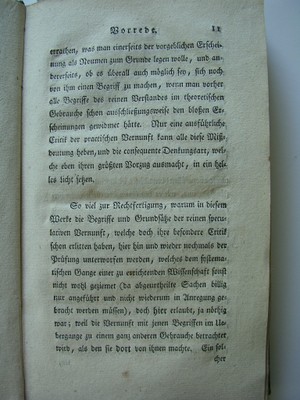 Vorrede. 11
errathen, was man einerseits der vorgeblichen Erschei-
nung als Noumen zum Grunde legen wolle, und an-
dererseits, ob es überall auch möglich sey, sich noch
von ihm einen Begriff zu machen, wenn man vorher
alle Begriffe des reinen Verstandes im theoretischen
Gebrauche schon ausschließungsweise den bloßen Er-
scheinungen gewidmet hätte. Nur eine ausführliche
Critik der practischen Vernunft kann alle diese Miß-
deutung heben, und die consequente Denkungsart, wel-
che eben ihren größten Vorzug ausmacht, in ein hel-
les Licht setzen.
So viel zur Rechtfertigung, warum in diesem
Werke die Begriffe und Grundsätze der reinen specu-
lativen Vernunft, welche doch ihre besondere Critik
schon erlitten haben, hier hin und wieder nochmals der
Prüfung unterworfen werden, welches dem systema-
tischen Gange einer zu errichtenden Wissenschaft sonst
nicht wohl geziemet (da abgeurtheilte Sachen billig
nur angeführt und nicht wiederum in Anregung ge-
bracht werden müssen), doch hier erlaubt, ja nöthig
war; weil die Vernunft mit jenen Begriffen im Ue-
bergange zu einem ganz anderen Gebrauche betrachtet
wird, als den sie dort von ihnen machte. Ein sol-
cher